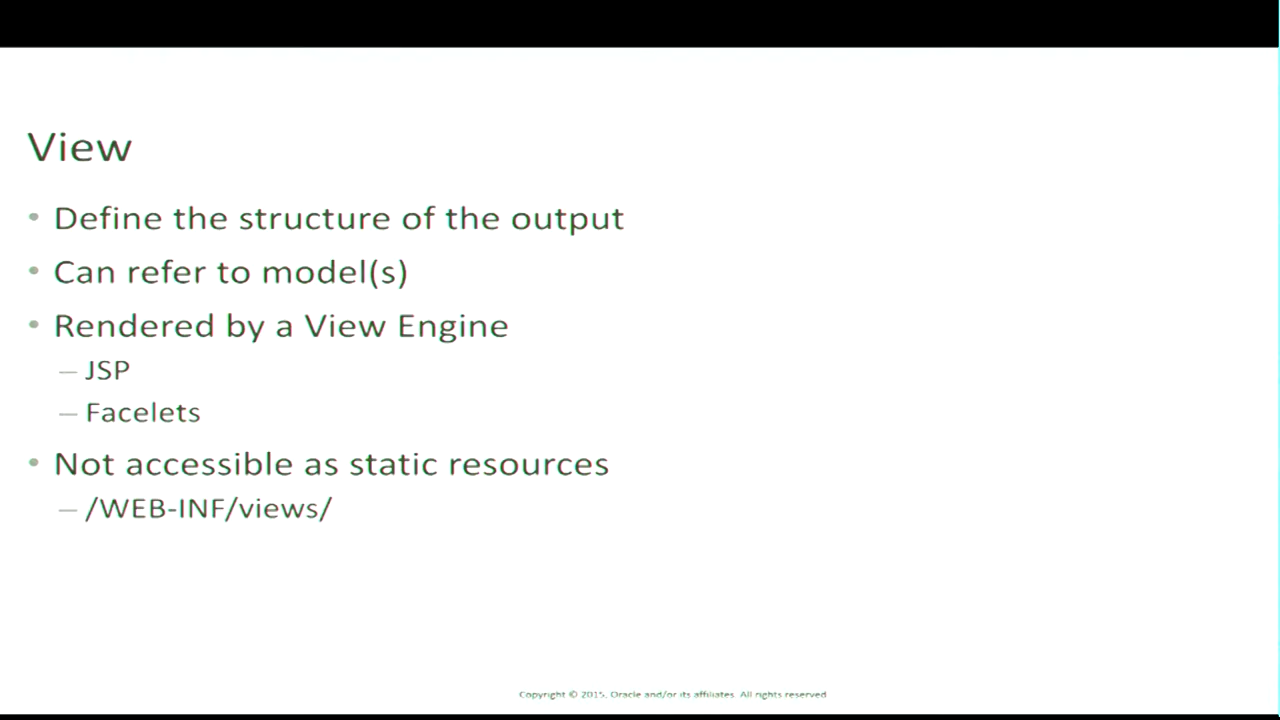 View
• Define the structure of the output
• Can refer to model(s)
• Rendered by a View Engine
– JSP
– Facelets
• Not accessible as static resources
– /WEB-INF/views/
Copyright © 2015, Oracle and/or its affiliates. All rights reserved